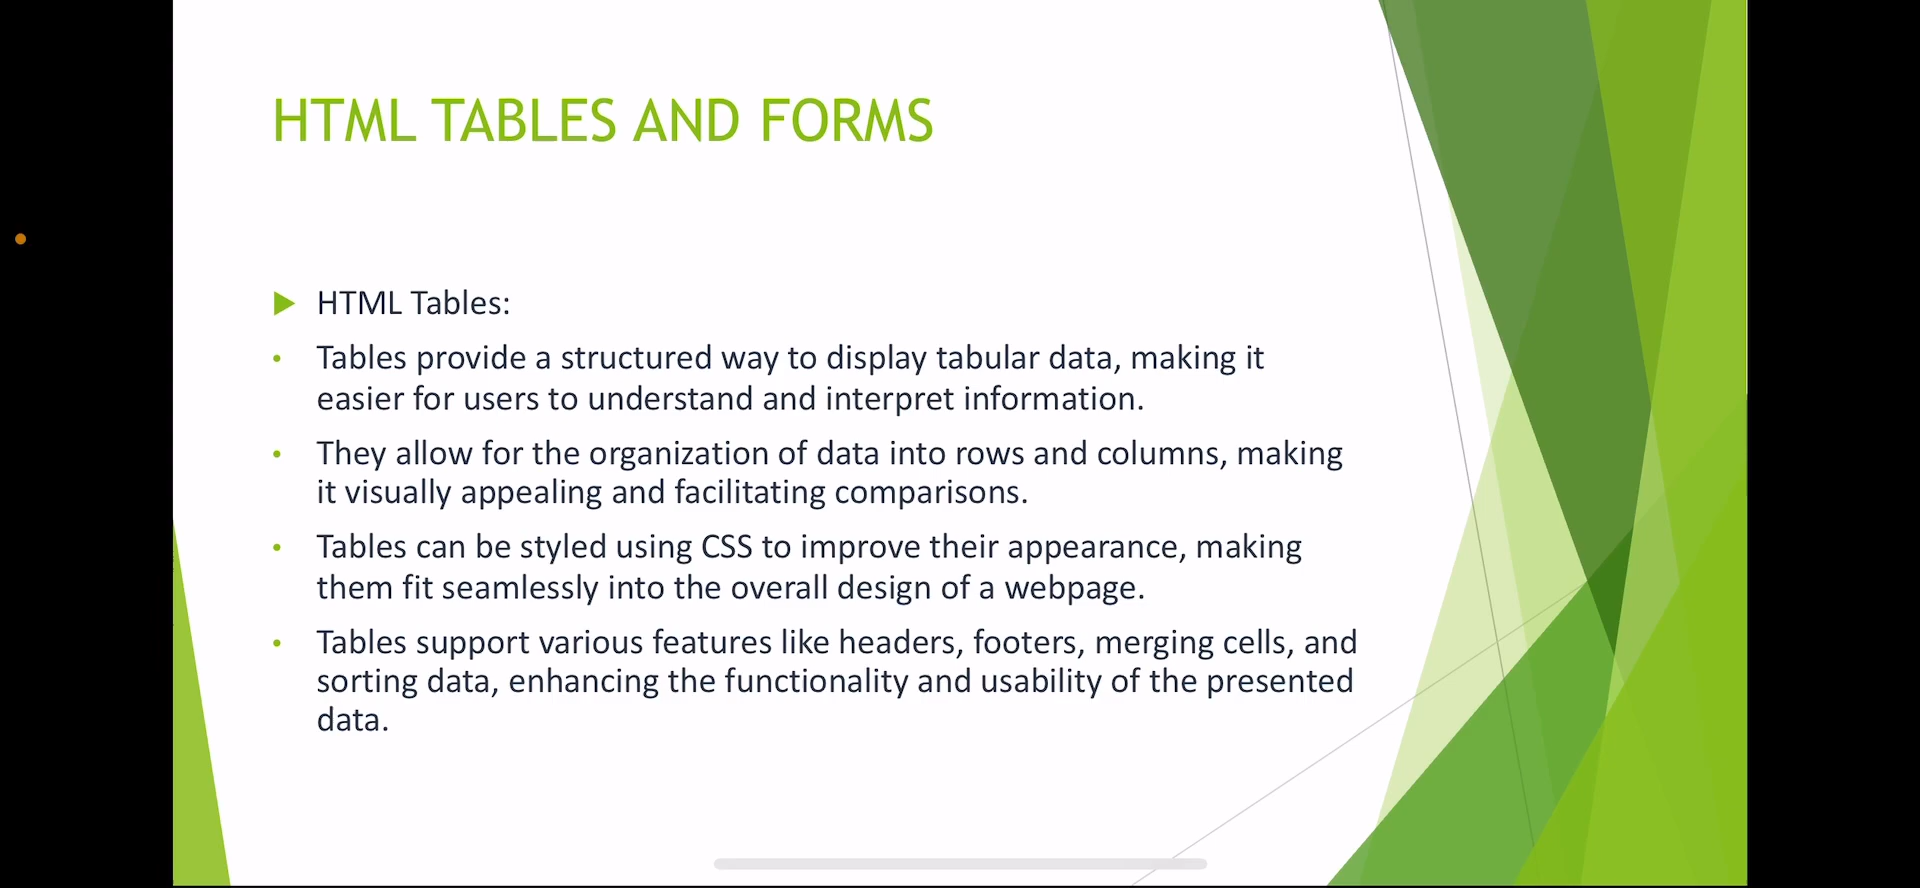 HTML TABLES AND FORMS
HTML Tables:
Tables provide a structured way to display tabular data, making it
easier for users to understand and interpret information.
They allow for the organization of data into rows and columns, making
it visually appealing and facilitating comparisons.
Tables can be styled using CSS to improve their appearance, making
them fit seamlessly into the overall design of a webpage.
Tables support various features like headers, footers, merging cells, and
sorting data, enhancing the functionality and usability of the presented
data.